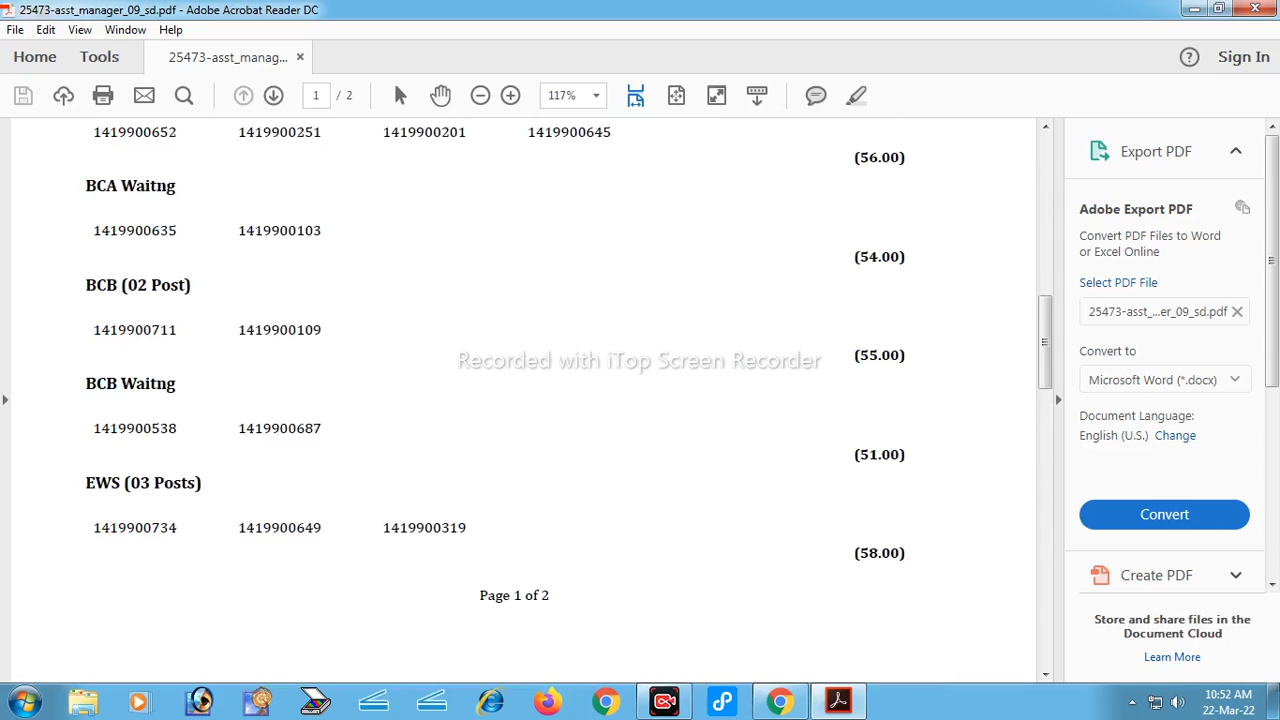 25473-asst_manager_09_sd.pdf - Adobe Acrobat Reader DC
File Edit View Window Help
Home Tools 25473-asst_manag... ×
? Sign In
1 / 2 117%
1419900652 1419900251 1419900201 1419900645
(56.00)
BCA Waitng
1419900635 1419900103
(54.00)
BCB (02 Post)
1419900711 1419900109
(55.00)
Recorded with iTop Screen Recorder
BCB Waitng
1419900538 1419900687
(51.00)
EWS (03 Posts)
1419900734 1419900649 1419900319
(58.00)
Page 1 of 2
Export PDF
Adobe Export PDF
Convert PDF Files to Word
or Excel Online
Select PDF File
25473-asst_...er_09_sd.pdf
Convert to
Microsoft Word (*.docx)
Document Language:
English (U.S.) Change
Convert
Create PDF
Store and share files in the
Document Cloud
Learn More
10:52 AM
22-Mar-22